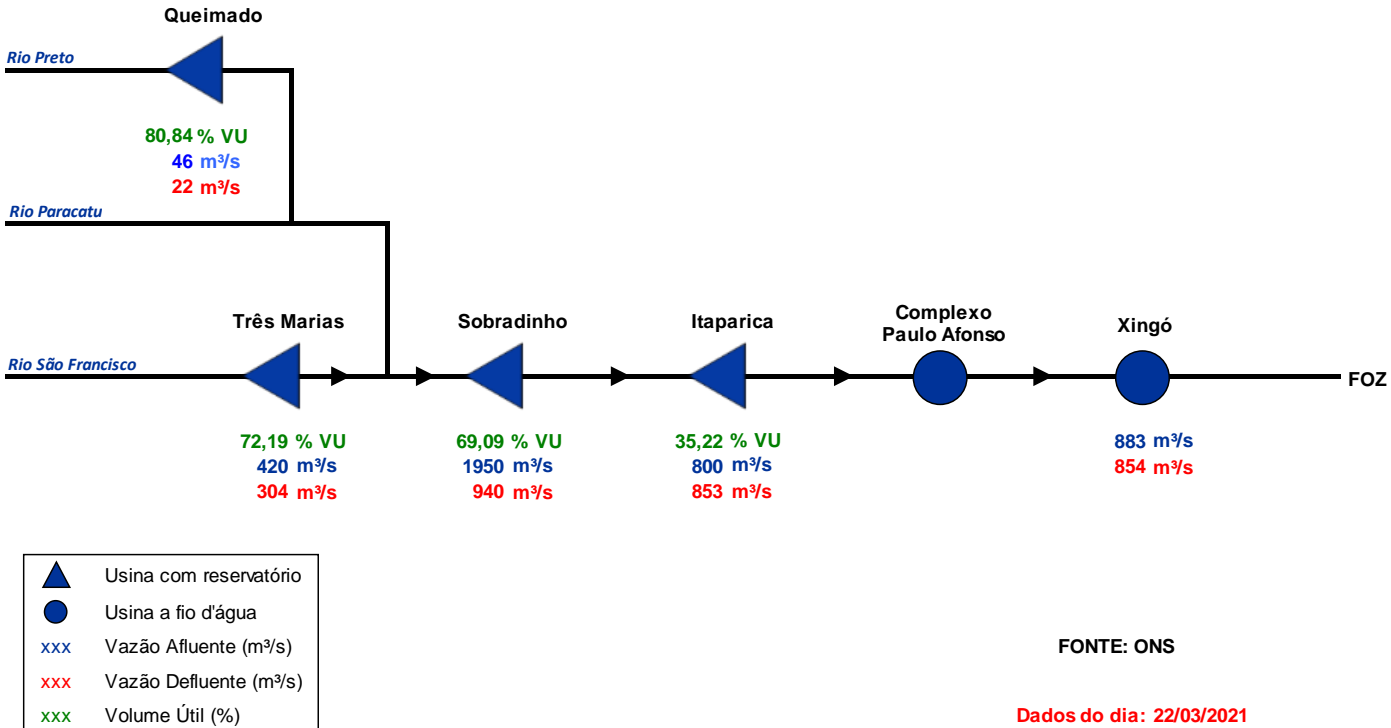 Queimado
Rio Preto
80,84 % VU
46 m³/s
22 m³/s
Rio Paracatu
Três Marias
Sobradinho
Itaparica
Complexo
Paulo Afonso
Xingó
Rio São Francisco
FOZ
72,19 % VU
420 m³/s
304 m³/s
69,09 % VU
1950 m³/s
940 m³/s
35,22 % VU
800 m³/s
853 m³/s
883 m³/s
854 m³/s
Usina com reservatório
Usina a fio d'água
xxx Vazão Afluente (m³/s)
xxx Vazão Defluente (m³/s)
xxx Volume Útil (%)
FONTE: ONS
Dados do dia: 22/03/2021